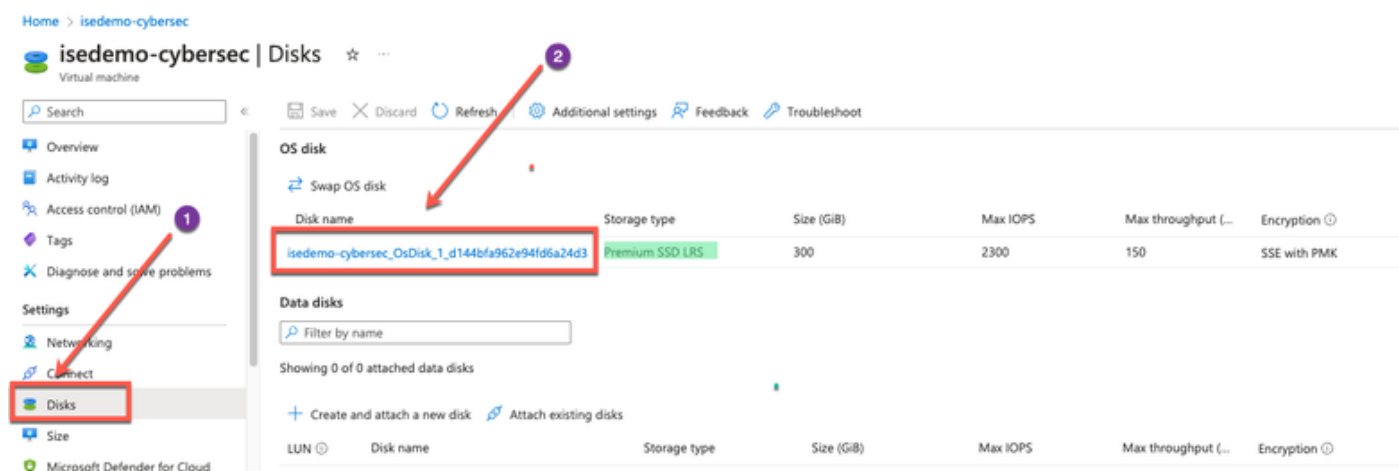 Home > isedemo-cybersec
isedemo-cybersec | Disks ☆ ...
Virtual machine
Search «
Save Discard Refresh Additional settings Feedback Troubleshoot
Overview
Activity log
Access control (IAM)
Tags
Diagnose and solve problems
Settings
Networking
Connect
Disks
Size
Microsoft Defender for Cloud
1
2
OS disk
Swap OS disk
Disk name Storage type Size (GiB) Max IOPS Max throughput (... Encryption
isedemo-cybersec_OsDisk_1_d144bfa962e94fd6a24d3 Premium SSD LRS 300 2300 150 SSE with PMK
Data disks
Filter by name
Showing 0 of 0 attached data disks
Create and attach a new disk Attach existing disks
LUN Disk name Storage type Size (GiB) Max IOPS Max throughput (... Encryption